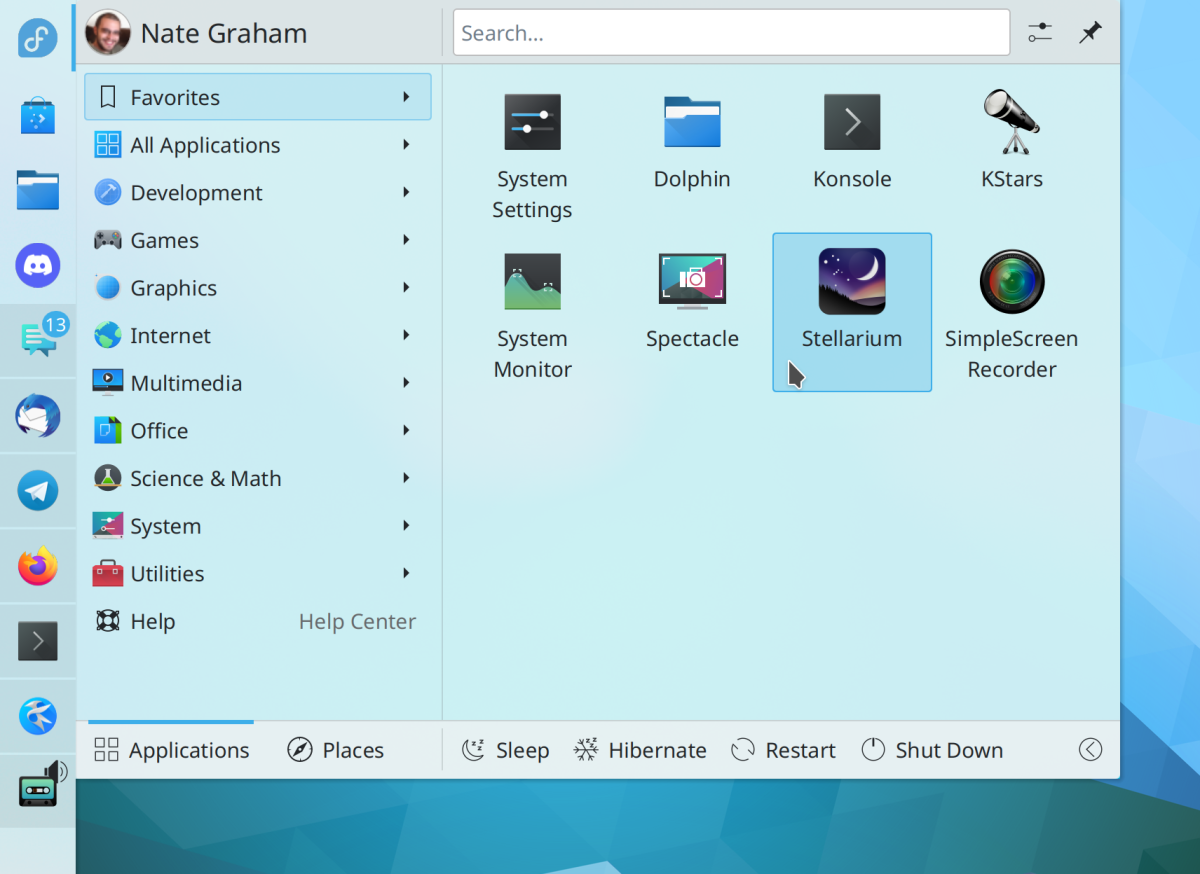 Nate Graham
Search...
Favorites
All Applications
Development
Games
Graphics
Internet
Multimedia
Office
Science & Math
System
Utilities
Help Help Center
System
Settings
Dolphin
Konsole
KStars
System
Monitor
Spectacle
Stellarium
SimpleScreen
Recorder
13
Applications
Places
Sleep
Hibernate
Restart
Shut Down